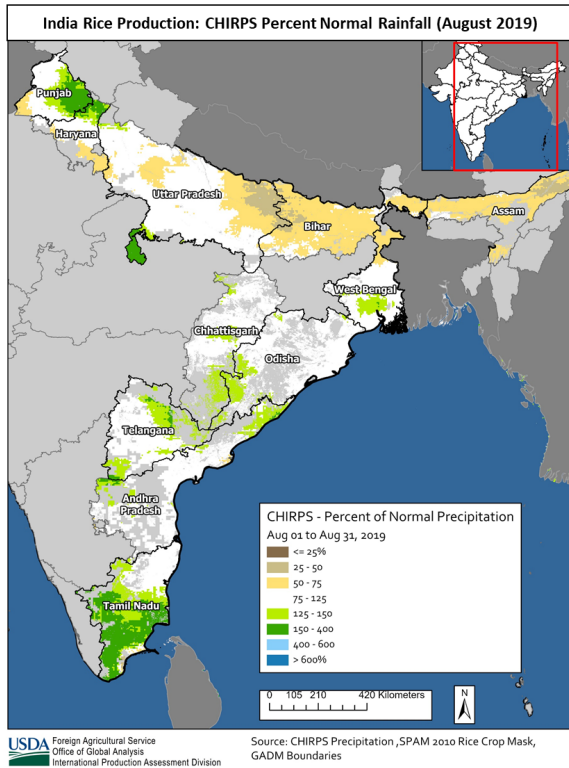 India Rice Production: CHIRPS Percent Normal Rainfall (August 2019)
Punjab
Haryana
Uttar Pradesh
Bihar
Assam
West Bengal
Chhattisgarh
Odisha
Telangana
Andhra
Pradesh
Tamil Nadu
CHIRPS - Percent of Normal Precipitation
Aug 01 to Aug 31, 2019
<= 25%
25 - 50
50 - 75
75 - 125
125 - 150
150 - 400
400 - 600
> 600%
0 105 210 420 Kilometers
N
USDA Foreign Agricultural Service
Office of Global Analysis
International Production Assessment Division
Source: CHIRPS Precipitation ,SPAM 2010 Rice Crop Mask,
GADM Boundaries